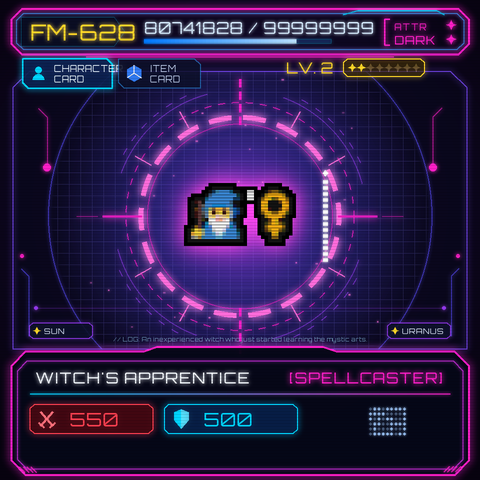 FM-628 80741828 / 99999999 ATTR DARK
CHARACTER CARD ITEM CARD LV. 2
SUN URANUS
// LOG: An inexperienced witch who just started learning the mystic arts
WITCH'S APPRENTICE [SPELLCASTER]
550 500